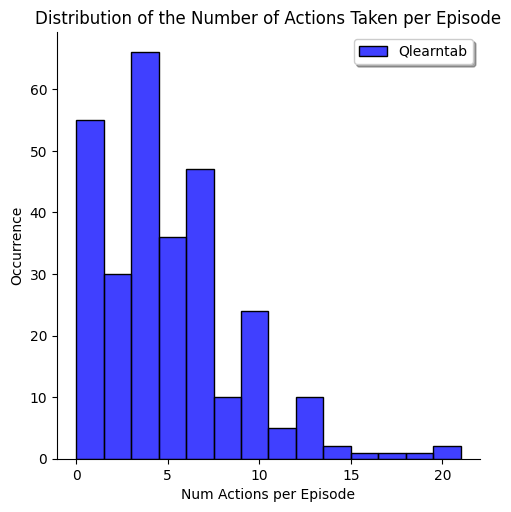 Distribution of the Number of Actions Taken per Episode
Qlearntab
60
50
40
30
20
10
0
Occurrence
0 5 10 15 20
Num Actions per Episode